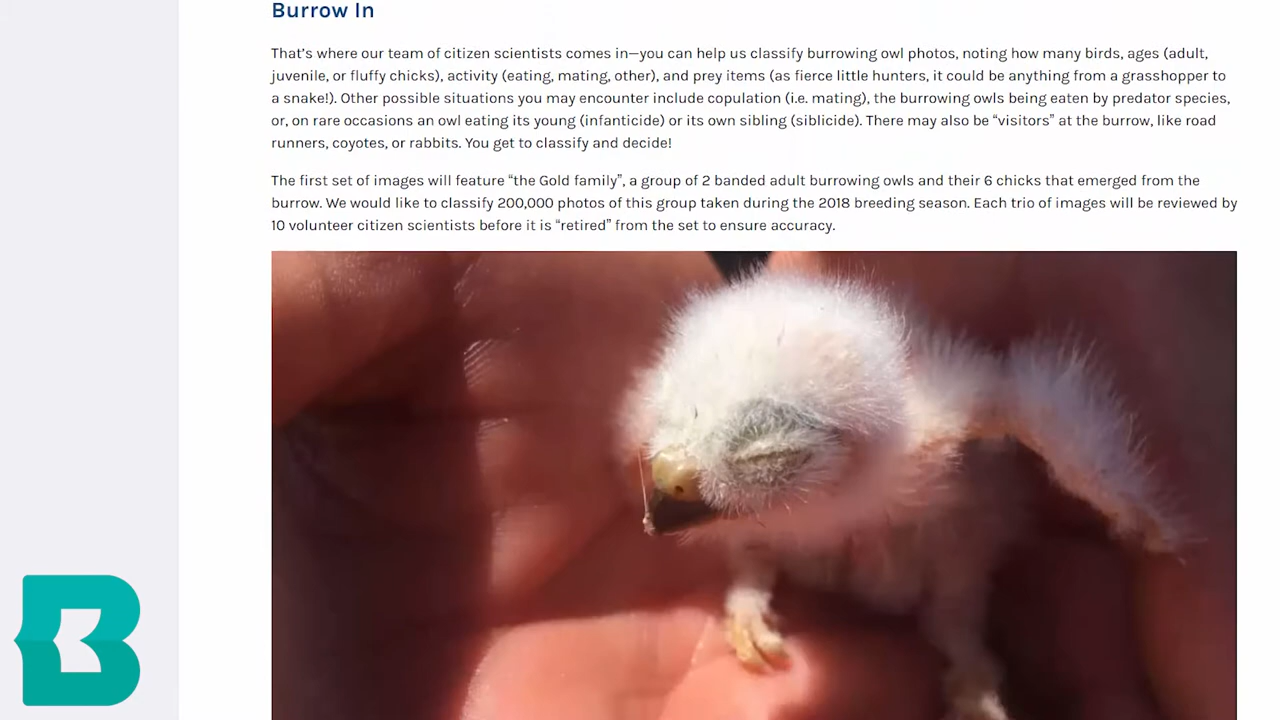 Burrow In
That’s where our team of citizen scientists comes in—you can help us classify burrowing owl photos, noting how many birds, ages (adult,
juvenile, or fluffy chicks), activity (eating, mating, other), and prey items (as fierce little hunters, it could be anything from a grasshopper to
a snake!). Other possible situations you may encounter include copulation (i.e. mating), the burrowing owls being eaten by predator species,
or, on rare occasions an owl eating its young (infanticide) or its own sibling (siblicide). There may also be “visitors” at the burrow, like road
runners, coyotes, or rabbits. You get to classify and decide!
The first set of images will feature “the Gold family”, a group of 2 banded adult burrowing owls and their 6 chicks that emerged from the
burrow. We would like to classify 200,000 photos of this group taken during the 2018 breeding season. Each trio of images will be reviewed by
10 volunteer citizen scientists before it is “retired” from the set to ensure accuracy.
B